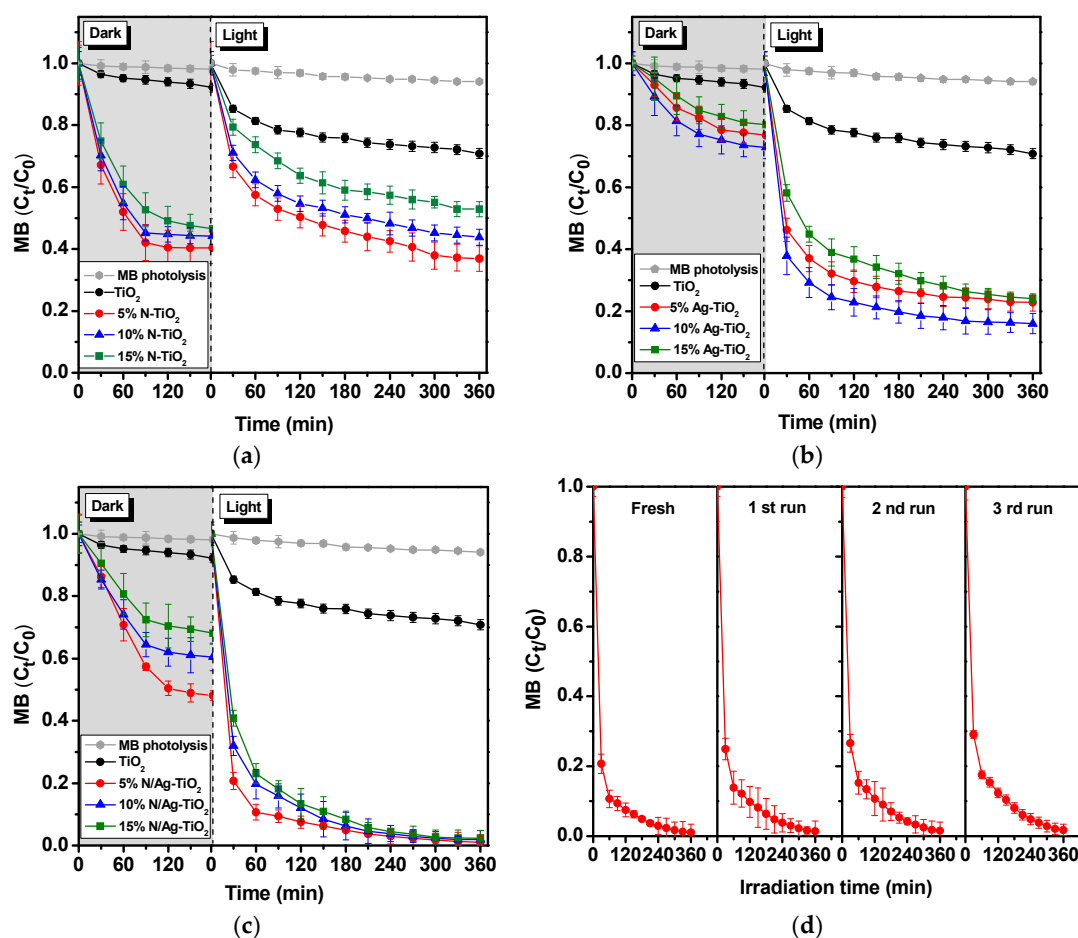 Dark
Light
MB (Ct/C0)
1.0
0.8
0.6
0.4
0.2
0.0
MB photolysis
TiO2
5% N-TiO2
10% N-TiO2
15% N-TiO2
0 60 120 0 60 120 180 240 300 360
Time (min)
(a)
Dark
Light
MB (Ct/C0)
1.0
0.8
0.6
0.4
0.2
0.0
MB photolysis
TiO2
5% Ag-TiO2
10% Ag-TiO2
15% Ag-TiO2
0 60 120 0 60 120 180 240 300 360
Time (min)
(b)
Dark
Light
MB (Ct/C0)
1.0
0.8
0.6
0.4
0.2
0.0
MB photolysis
TiO2
5% N/Ag-TiO2
10% N/Ag-TiO2
15% N/Ag-TiO2
0 60 120 0 60 120 180 240 300 360
Time (min)
(c)
Fresh
1 st run
2 nd run
3 rd run
MB (Ct/C0)
1.0
0.8
0.6
0.4
0.2
0.0
0 120 240 360 0 120 240 360 0 120 240 360 0 120 240 360
Irradiation time (min)
(d)